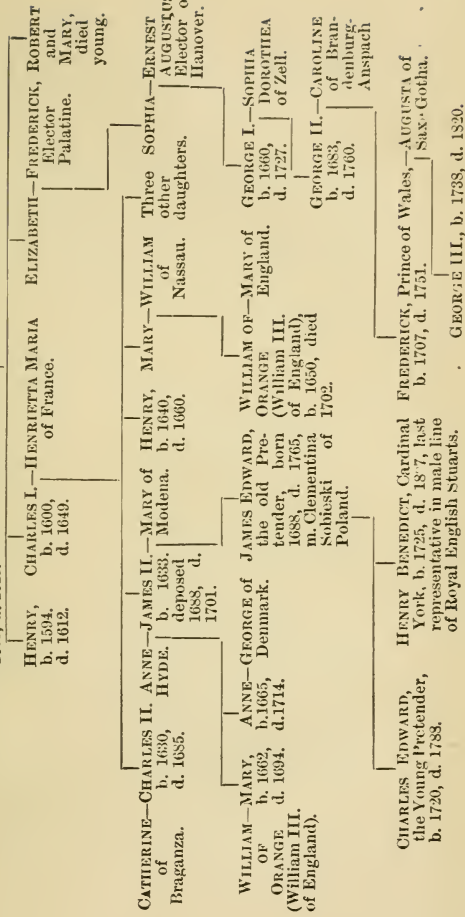 HENRY,
b. 1594.
d. 1612.
CHARLES I.—HENRIETTA MARIA
b. 1600, of France.
d. 1649.
ELIZABETH—FREDERICK,
Elector
Palatine.
ROBERT
and
MARY,
died
young.
CATHERINE—CHARLES II.
of b. 1630,
Braganza. d. 1685.
ANNE—JAMES II.—MARY of
HYDE. b. 1633, Modena.
deposed
1688, d.
1701.
HENRY,
b. 1640,
d. 1660.
MARY—WILLIAM
of
Nassau.
Three
other
daughters.
SOPHIA—ERNEST
AUGUSTUS
Elector of
Hanover.
WILLIAM—MARY,
OF b. 1662,
ORANGE d. 1694.
(William III.
of England).
ANNE—GEORGE of
b.1665, Denmark.
d.1714.
JAMES EDWARD,
the old Pre-
tender, born
1688, d. 1765,
m. Clementina
Sobieski of
Poland.
WILLIAM OF—MARY of
ORANGE England.
(William III.
of England),
b. 1650, died
1702.
GEORGE I.—SOPHIA
b. 1660, DOROTHEA
d. 1727. of Zell.
GEORGE II.—CAROLINE
b. 1683, of Bran-
d. 1760. denburg-
Anspach
CHARLES EDWARD,
the Young Pretender,
b. 1720, d. 1788.
HENRY BENEDICT, Cardinal
York, b. 1725, d. 18 7, last
representative in male line
of Royal English Stuarts.
FREDERICK, Prince of Wales,—AUGUSTA of
b. 1707, d. 1751. Saxe Gotha.
GEORGE III., b. 1738, d. 1820.